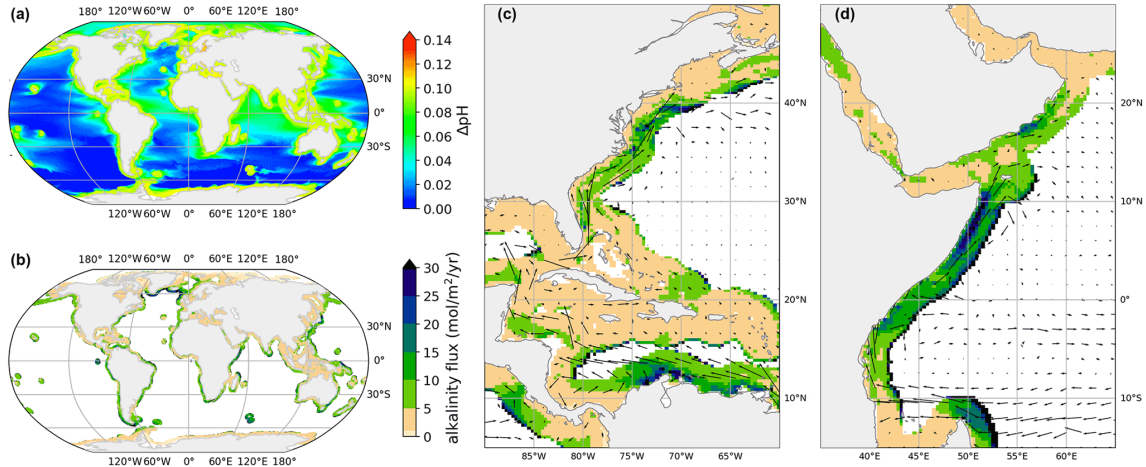 (a)
180° 120°W 60°W 0° 60°E 120°E 180°
30°N
0°
30°S
120°W 60°W 0° 60°E 120°E 180°
0.14
0.12
0.10
0.08
0.06
0.04
0.02
0.00
ΔpH
(b)
180° 120°W 60°W 0° 60°E 120°E 180°
30°N
0°
30°S
120°W 60°W 0° 60°E 120°E 180°
30
25
20
15
10
5
0
alkalinity flux (mol/m²/yr)
(c)
40°N
30°N
20°N
10°N
85°W 80°W 75°W 70°W 65°W
(d)
20°N
10°N
0°
10°S
40°E 45°E 50°E 55°E 60°E